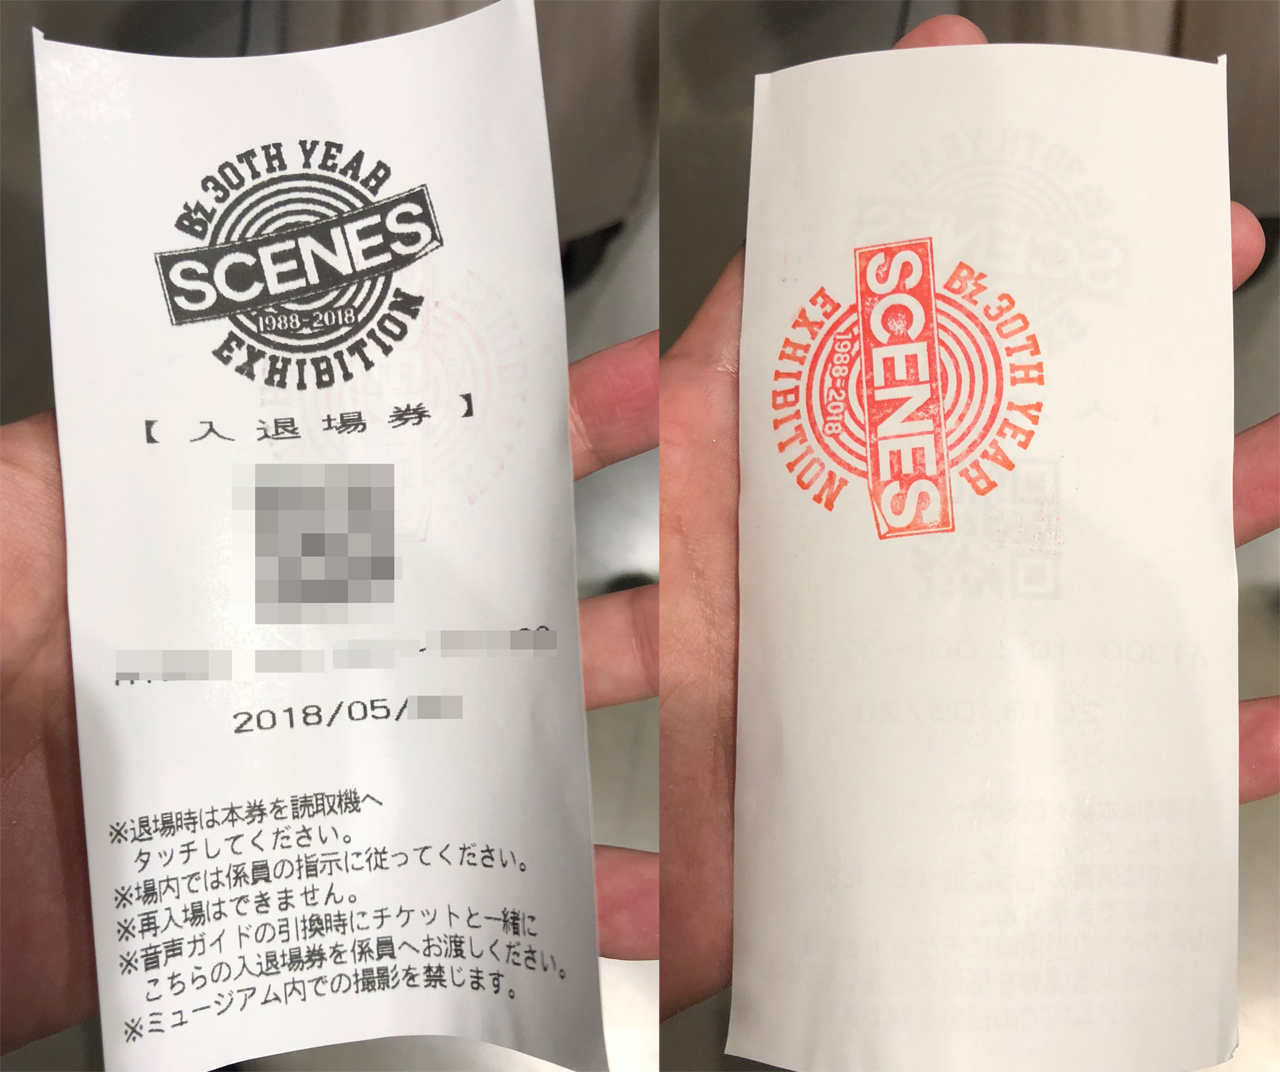 B'z 30TH YEAR
SCENES
1988-2018
EXHIBITION
【入退場券】
2018/05/
※退場時は本券を読取機へ
タッチしてください。
※場内では係員の指示に従ってください。
※再入場はできません。
※音声ガイドの引換時にチケットと一緒に
こちらの入退場券を係員へお渡しください。
※ミュージアム内での撮影を禁じます。
B'z 30TH YEAR
SCENES
1988-2018
EXHIBITION